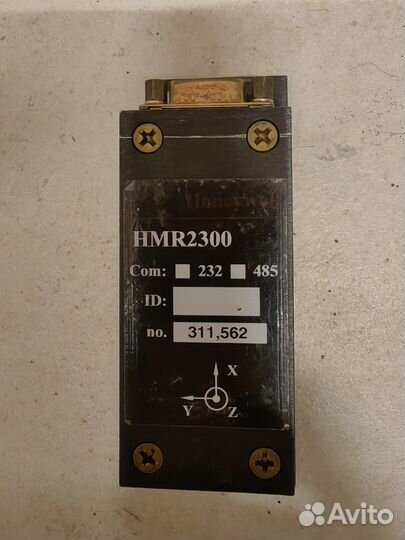 Honeywell
HMR2300
Com: 232 485
ID:
no. 311,562
X
Y Z
Avito